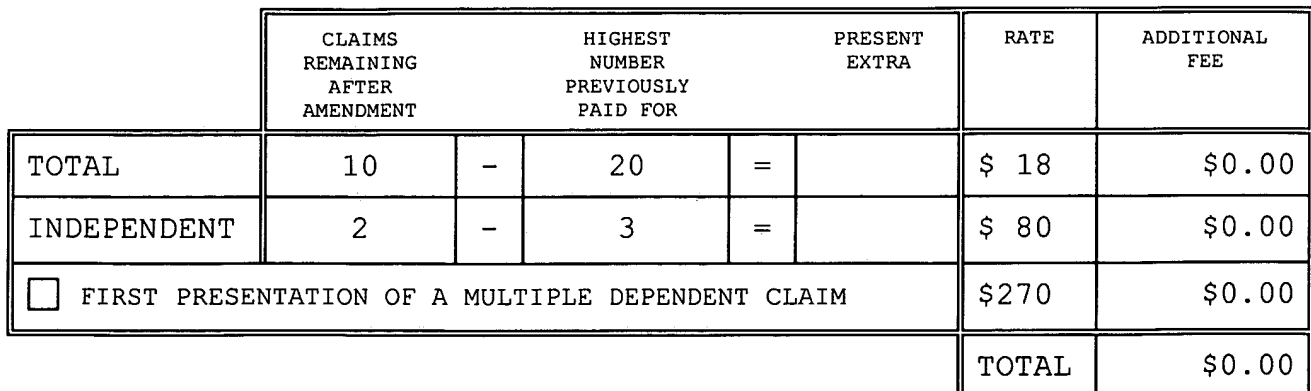 CLAIMS REMAINING AFTER AMENDMENT HIGHEST NUMBER PREVIOUSLY PAID FOR PRESENT EXTRA RATE ADDITIONAL FEE
TOTAL 10 - 20 = $ 18 $0.00
INDEPENDENT 2 - 3 = $ 80 $0.00
FIRST PRESENTATION OF A MULTIPLE DEPENDENT CLAIM $270 $0.00
TOTAL $0.00